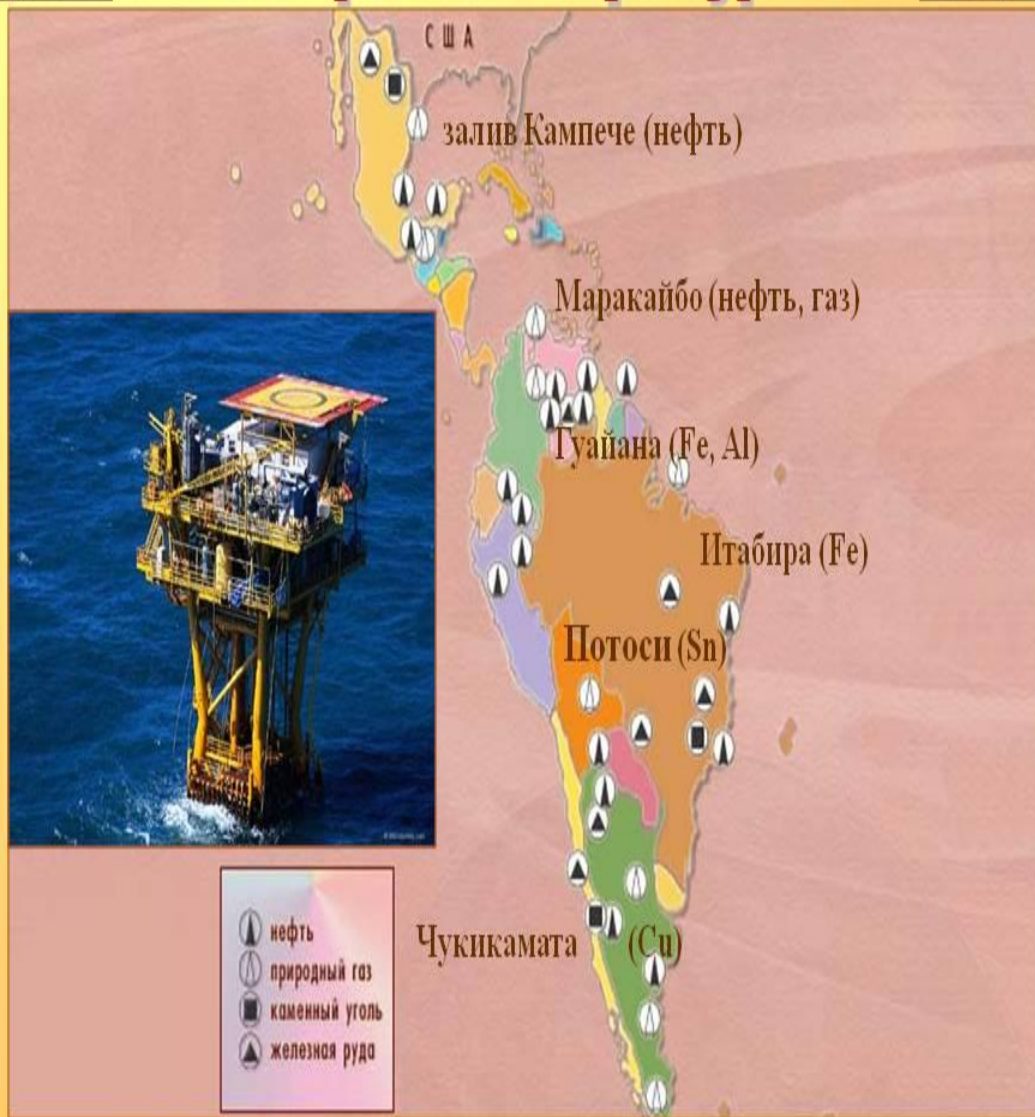 США
залив Кампече (нефть)
Маракайбо (нефть, газ)
Гуайана (Fe, Al)
Итабира (Fe)
Потоси (Sn)
Чукикамата (Cu)
нефть
природный газ
каменный уголь
железная руда